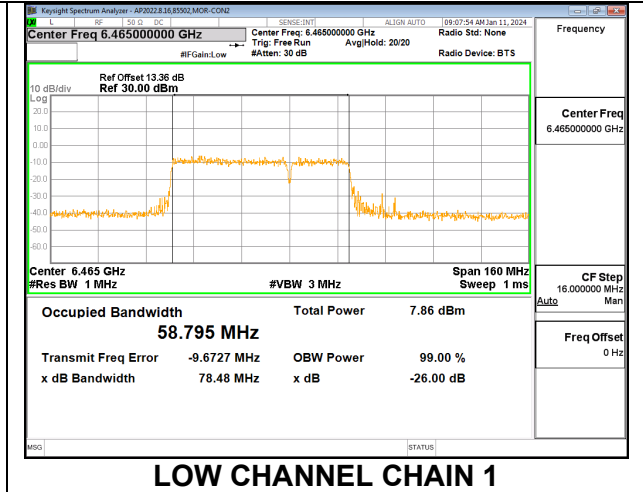 Keysight Spectrum Analyzer - AP2022.8.16,85502,MOR-CON2
L RF 50 Ω DC SENSE:INT ALIGN AUTO 09:07:54 AM Jan 11, 2024
Center Freq 6.465000000 GHz Center Freq: 6.465000000 GHz Radio Std: None Frequency
Trig: Free Run Avg|Hold: 20/20
#IFGain:Low #Atten: 30 dB Radio Device: BTS
Ref Offset 13.36 dB
10 dB/div Ref 30.00 dBm
Log
20.0
10.0
0.00
-10.0
-20.0
-30.0
-40.0
-50.0
-60.0
Center Freq
6.465000000 GHz
Center 6.465 GHz Span 160 MHz
#Res BW 1 MHz #VBW 3 MHz Sweep 1 ms
CF Step
16.000000 MHz
Auto Man
Occupied Bandwidth Total Power 7.86 dBm
58.795 MHz
Freq Offset
0 Hz
Transmit Freq Error -9.6727 MHz OBW Power 99.00 %
x dB Bandwidth 78.48 MHz x dB -26.00 dB
MSG STATUS
LOW CHANNEL CHAIN 1